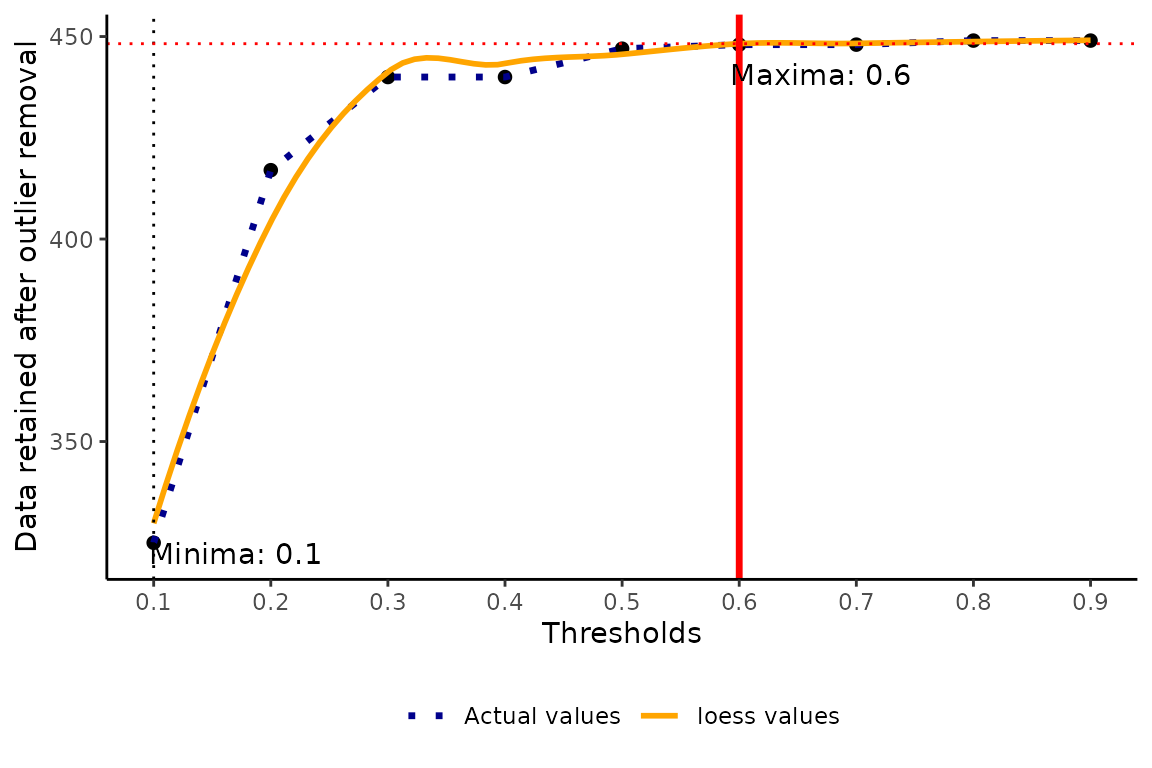 Data retained after outlier removal
450
400
350
Maxima: 0.6
Minima: 0.1
0.1 0.2 0.3 0.4 0.5 0.6 0.7 0.8 0.9
Thresholds
Actual values loess values